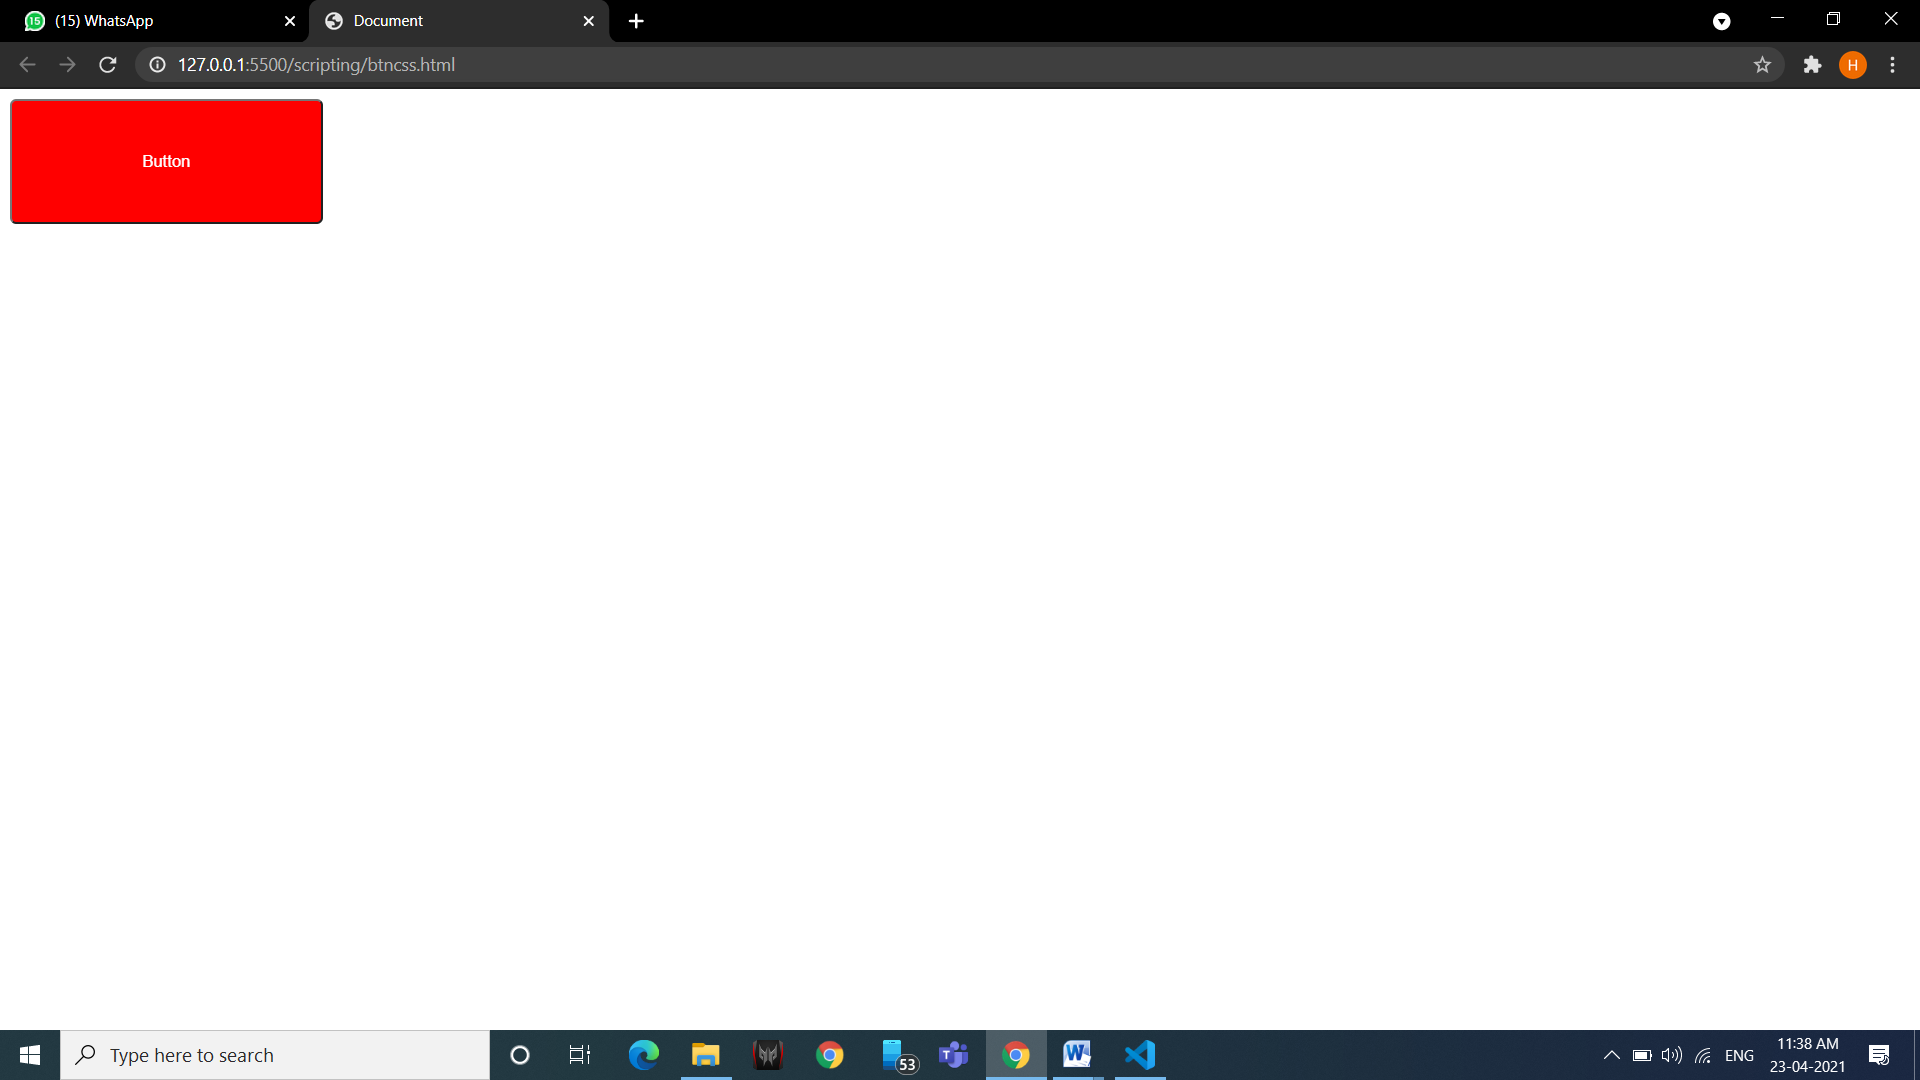 15 (15) WhatsApp
Document
127.0.0.1:5500/scripting/btncss.html
H
Button
Type here to search
53
T
W
ENG
11:38 AM
23-04-2021